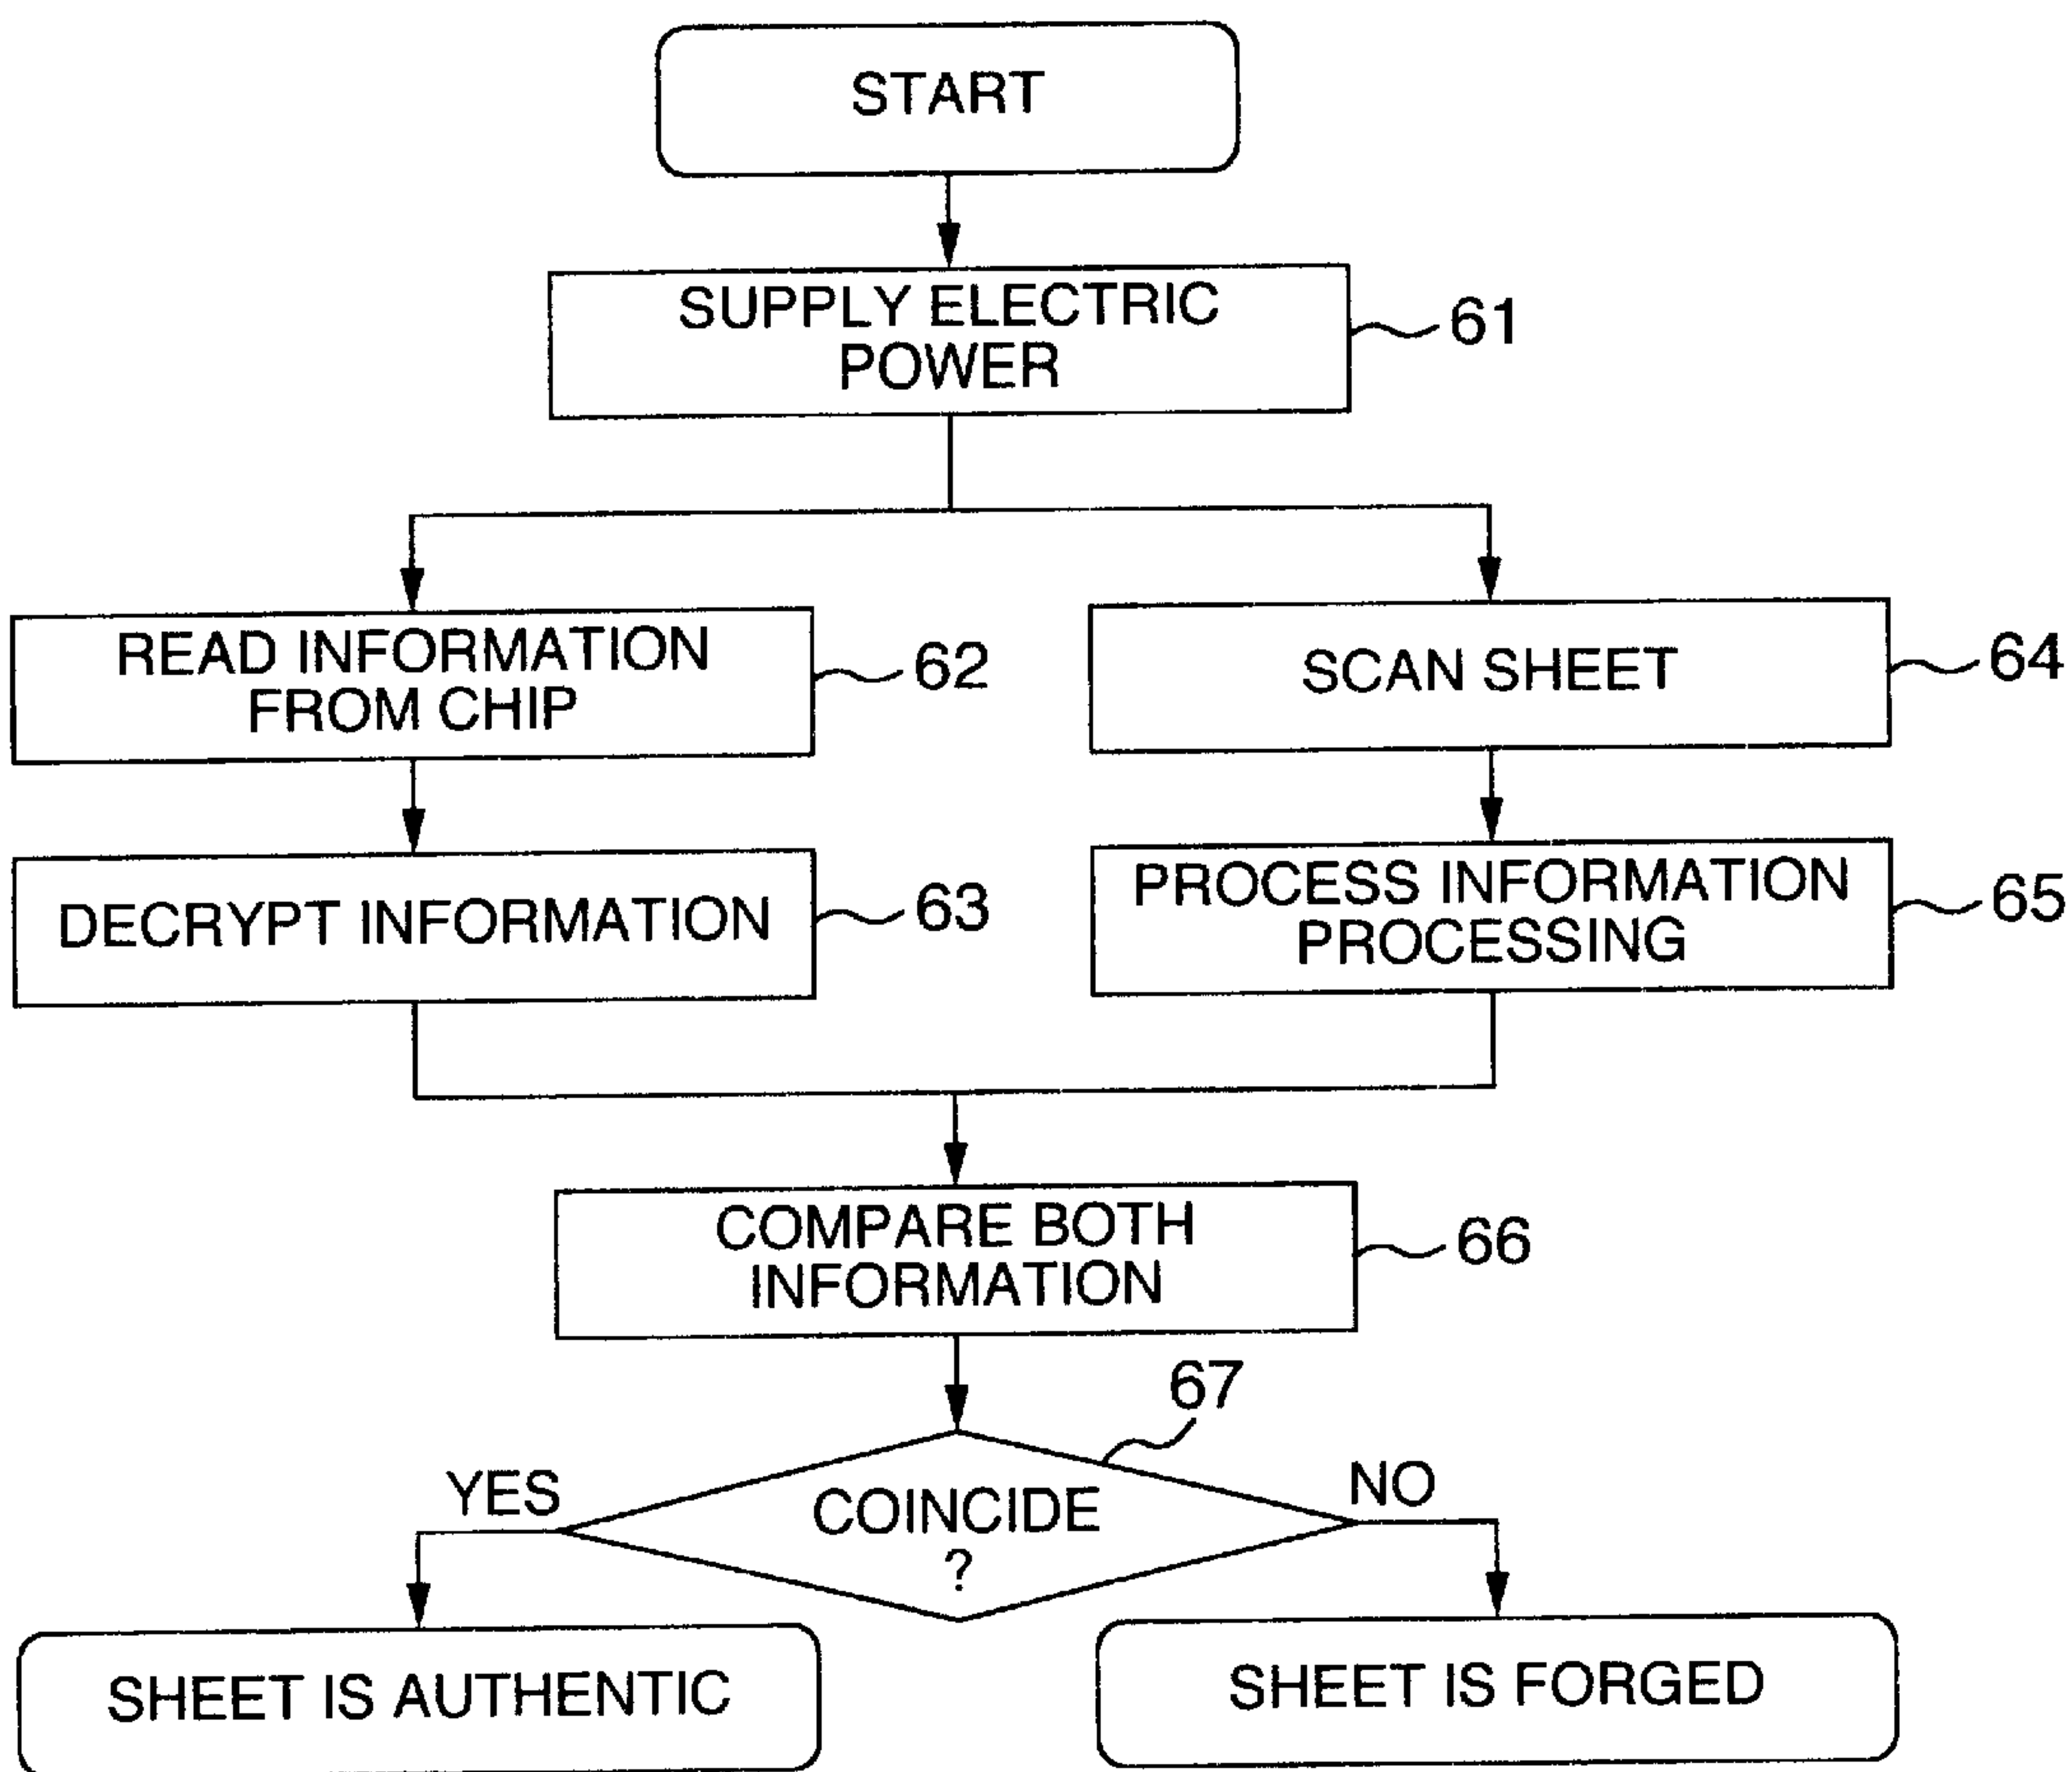 START
SUPPLY ELECTRIC
POWER
61
READ INFORMATION
FROM CHIP
62
SCAN SHEET
64
DECRYPT INFORMATION
63
PROCESS INFORMATION
PROCESSING
65
COMPARE BOTH
INFORMATION
66
67
YES
COINCIDE
?
NO
SHEET IS AUTHENTIC
SHEET IS FORGED